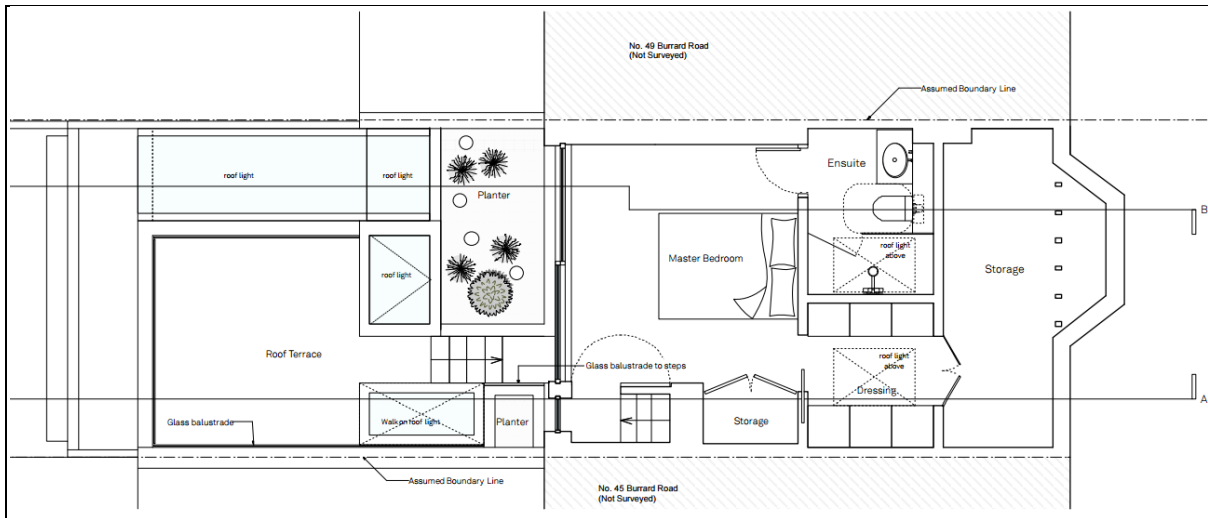 No. 49 Burrard Road
(Not Surveyed)
Assumed Boundary Line
Ensuite
roof light
roof light
Planter
B
Master Bedroom
roof light
above
Storage
roof light
Roof Terrace
Glass balustrade to steps
roof light
above
Dressing
A
Glass balustrade
Walk on roof light
Planter
Storage
Assumed Boundary Line
No. 45 Burrard Road
(Not Surveyed)